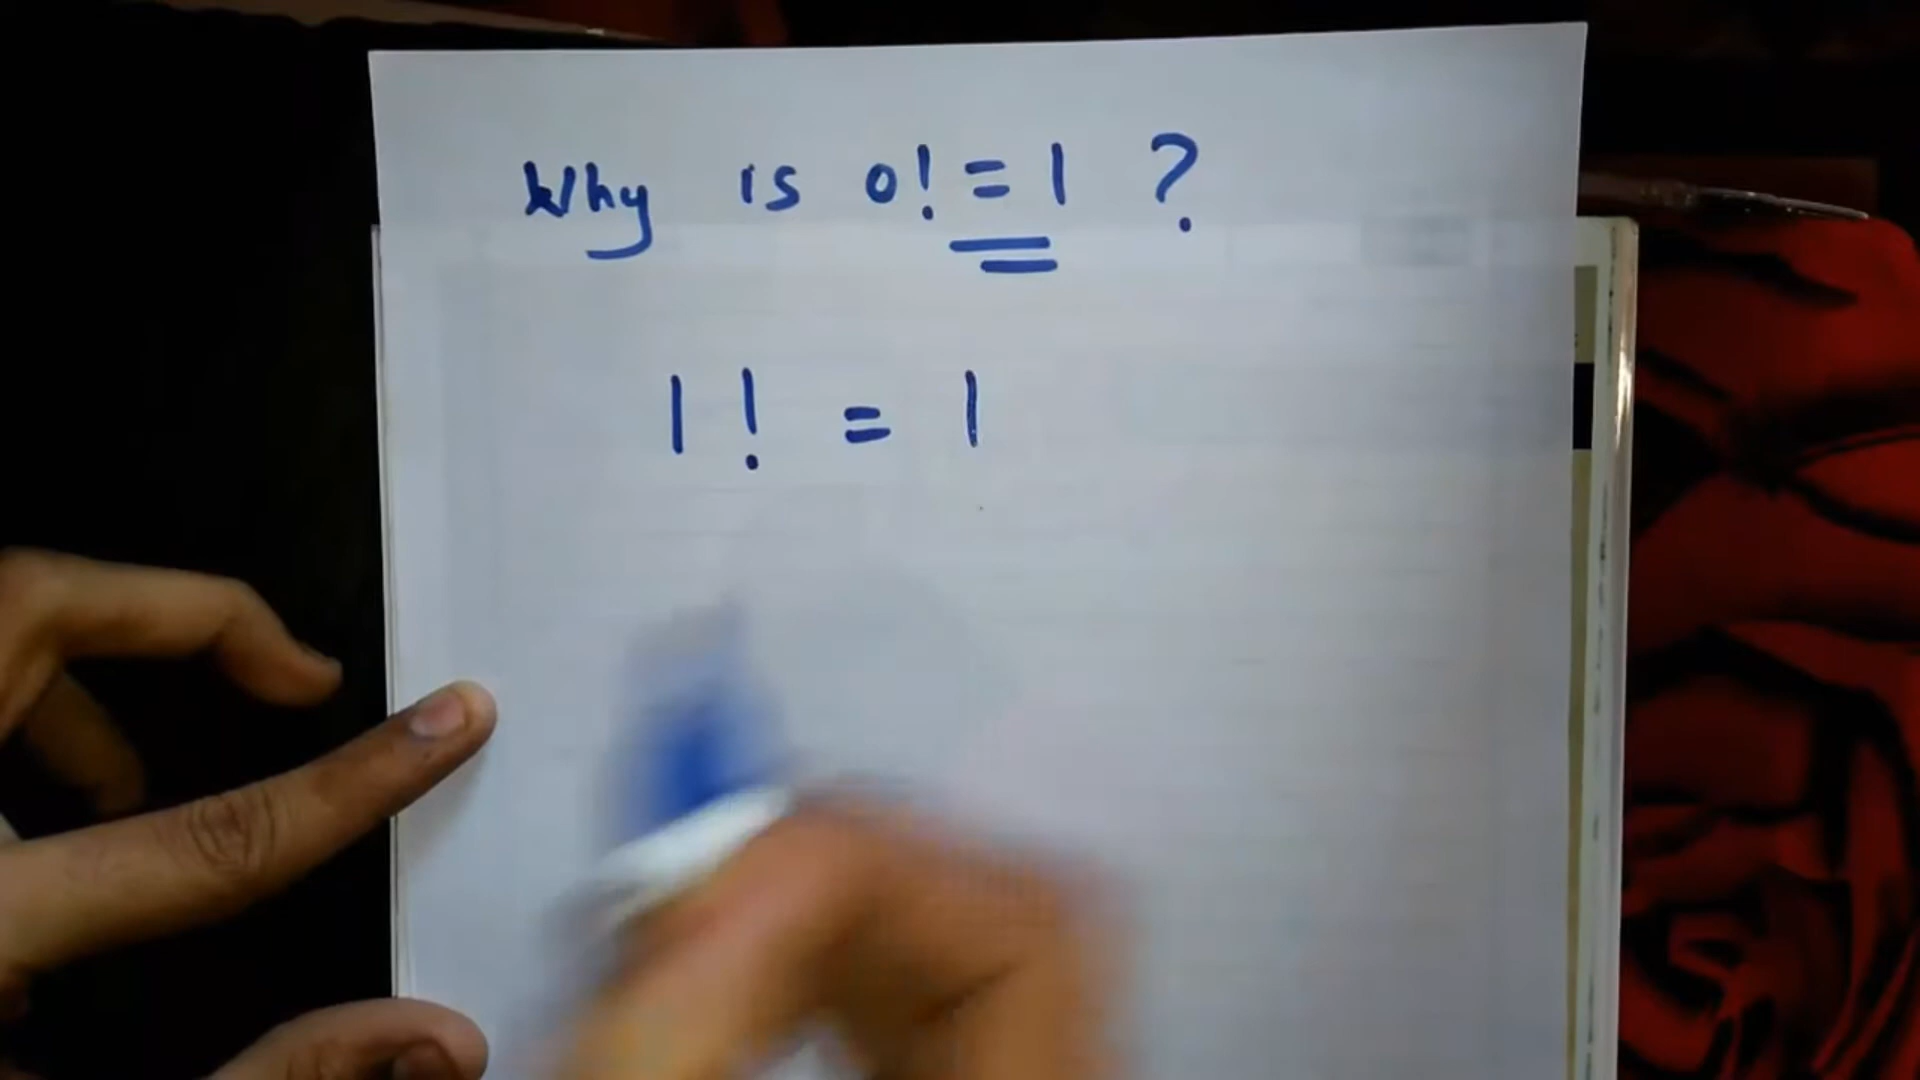 Why is 0! = 1 ?
1! = 1